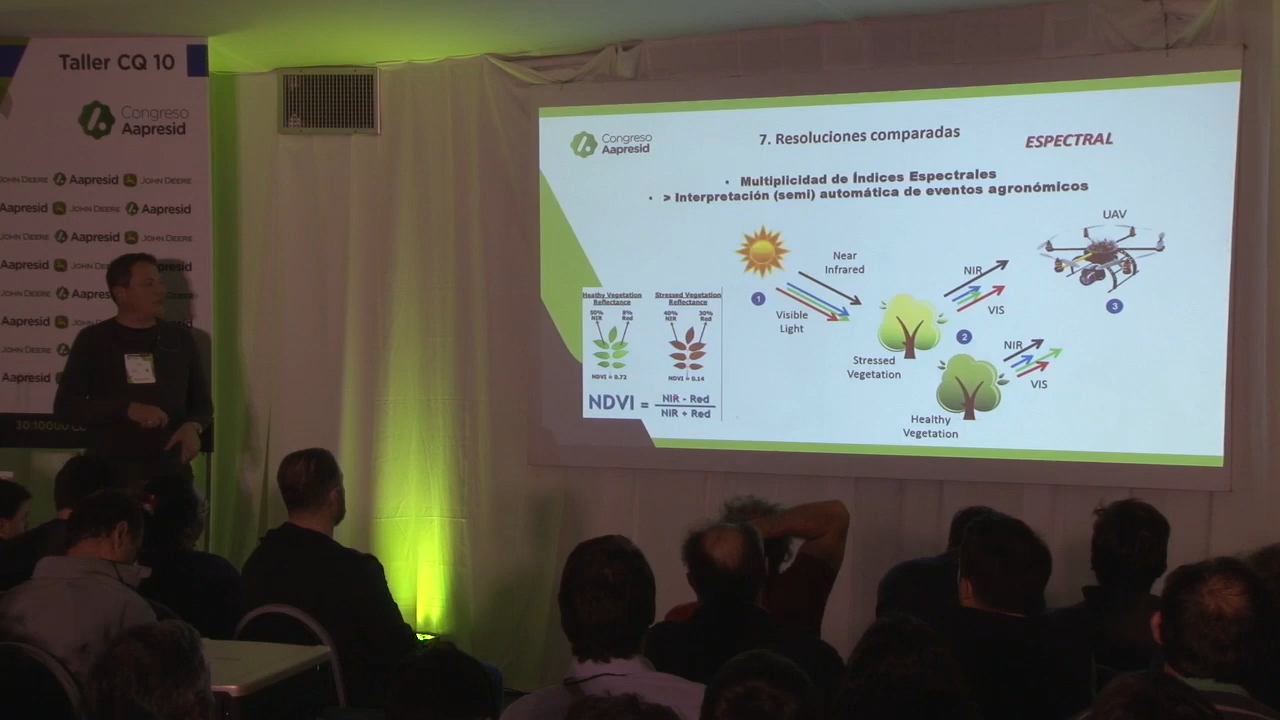 Taller CQ 10
Congreso
Aapresid
JOHN DEERE Aapresid JOHN DEERE
Aapresid JOHN DEERE Aapresid
JOHN DEERE Aapresid JOHN DEERE
Aapresid JOHN DEERE Aapresid
JOHN DEERE
Aapresid
Aapresid
JOHN DEERE
Aapresid
Congreso
Aapresid
7. Resoluciones comparadas
ESPECTRAL
• Multiplicidad de Índices Espectrales
• > Interpretación (semi) automática de eventos agronómicos
UAV
Near
Infrared
NIR
VIS
1
Visible
Light
2
3
Stressed
Vegetation
NIR
VIS
Healthy
Vegetation
Healthy Vegetation
Reflectance
50%
NIR
8%
Red
NDVI = 0.72
Stressed Vegetation
Reflectance
40%
NIR
30%
Red
NDVI = 0.14
NDVI = NIR - Red
NIR + Red